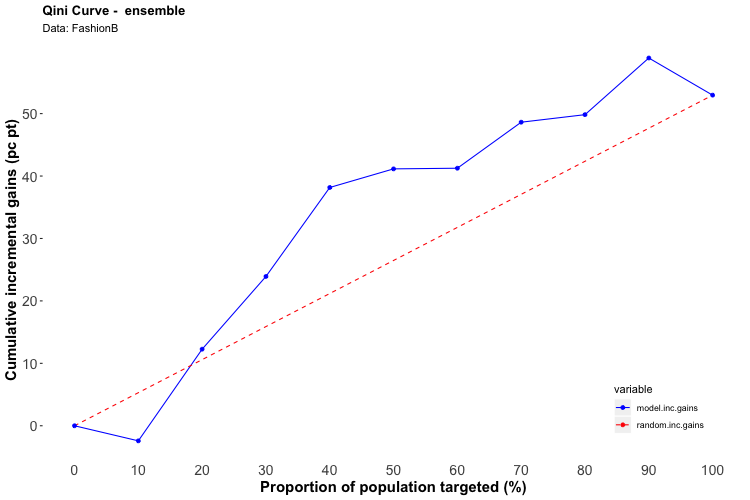 Qini Curve - ensemble
Data: FashionB
Cumulative incremental gains (pc pt)
50
40
30
20
10
0
variable
model.inc.gains
random.inc.gains
0 10 20 30 40 50 60 70 80 90 100
Proportion of population targeted (%)